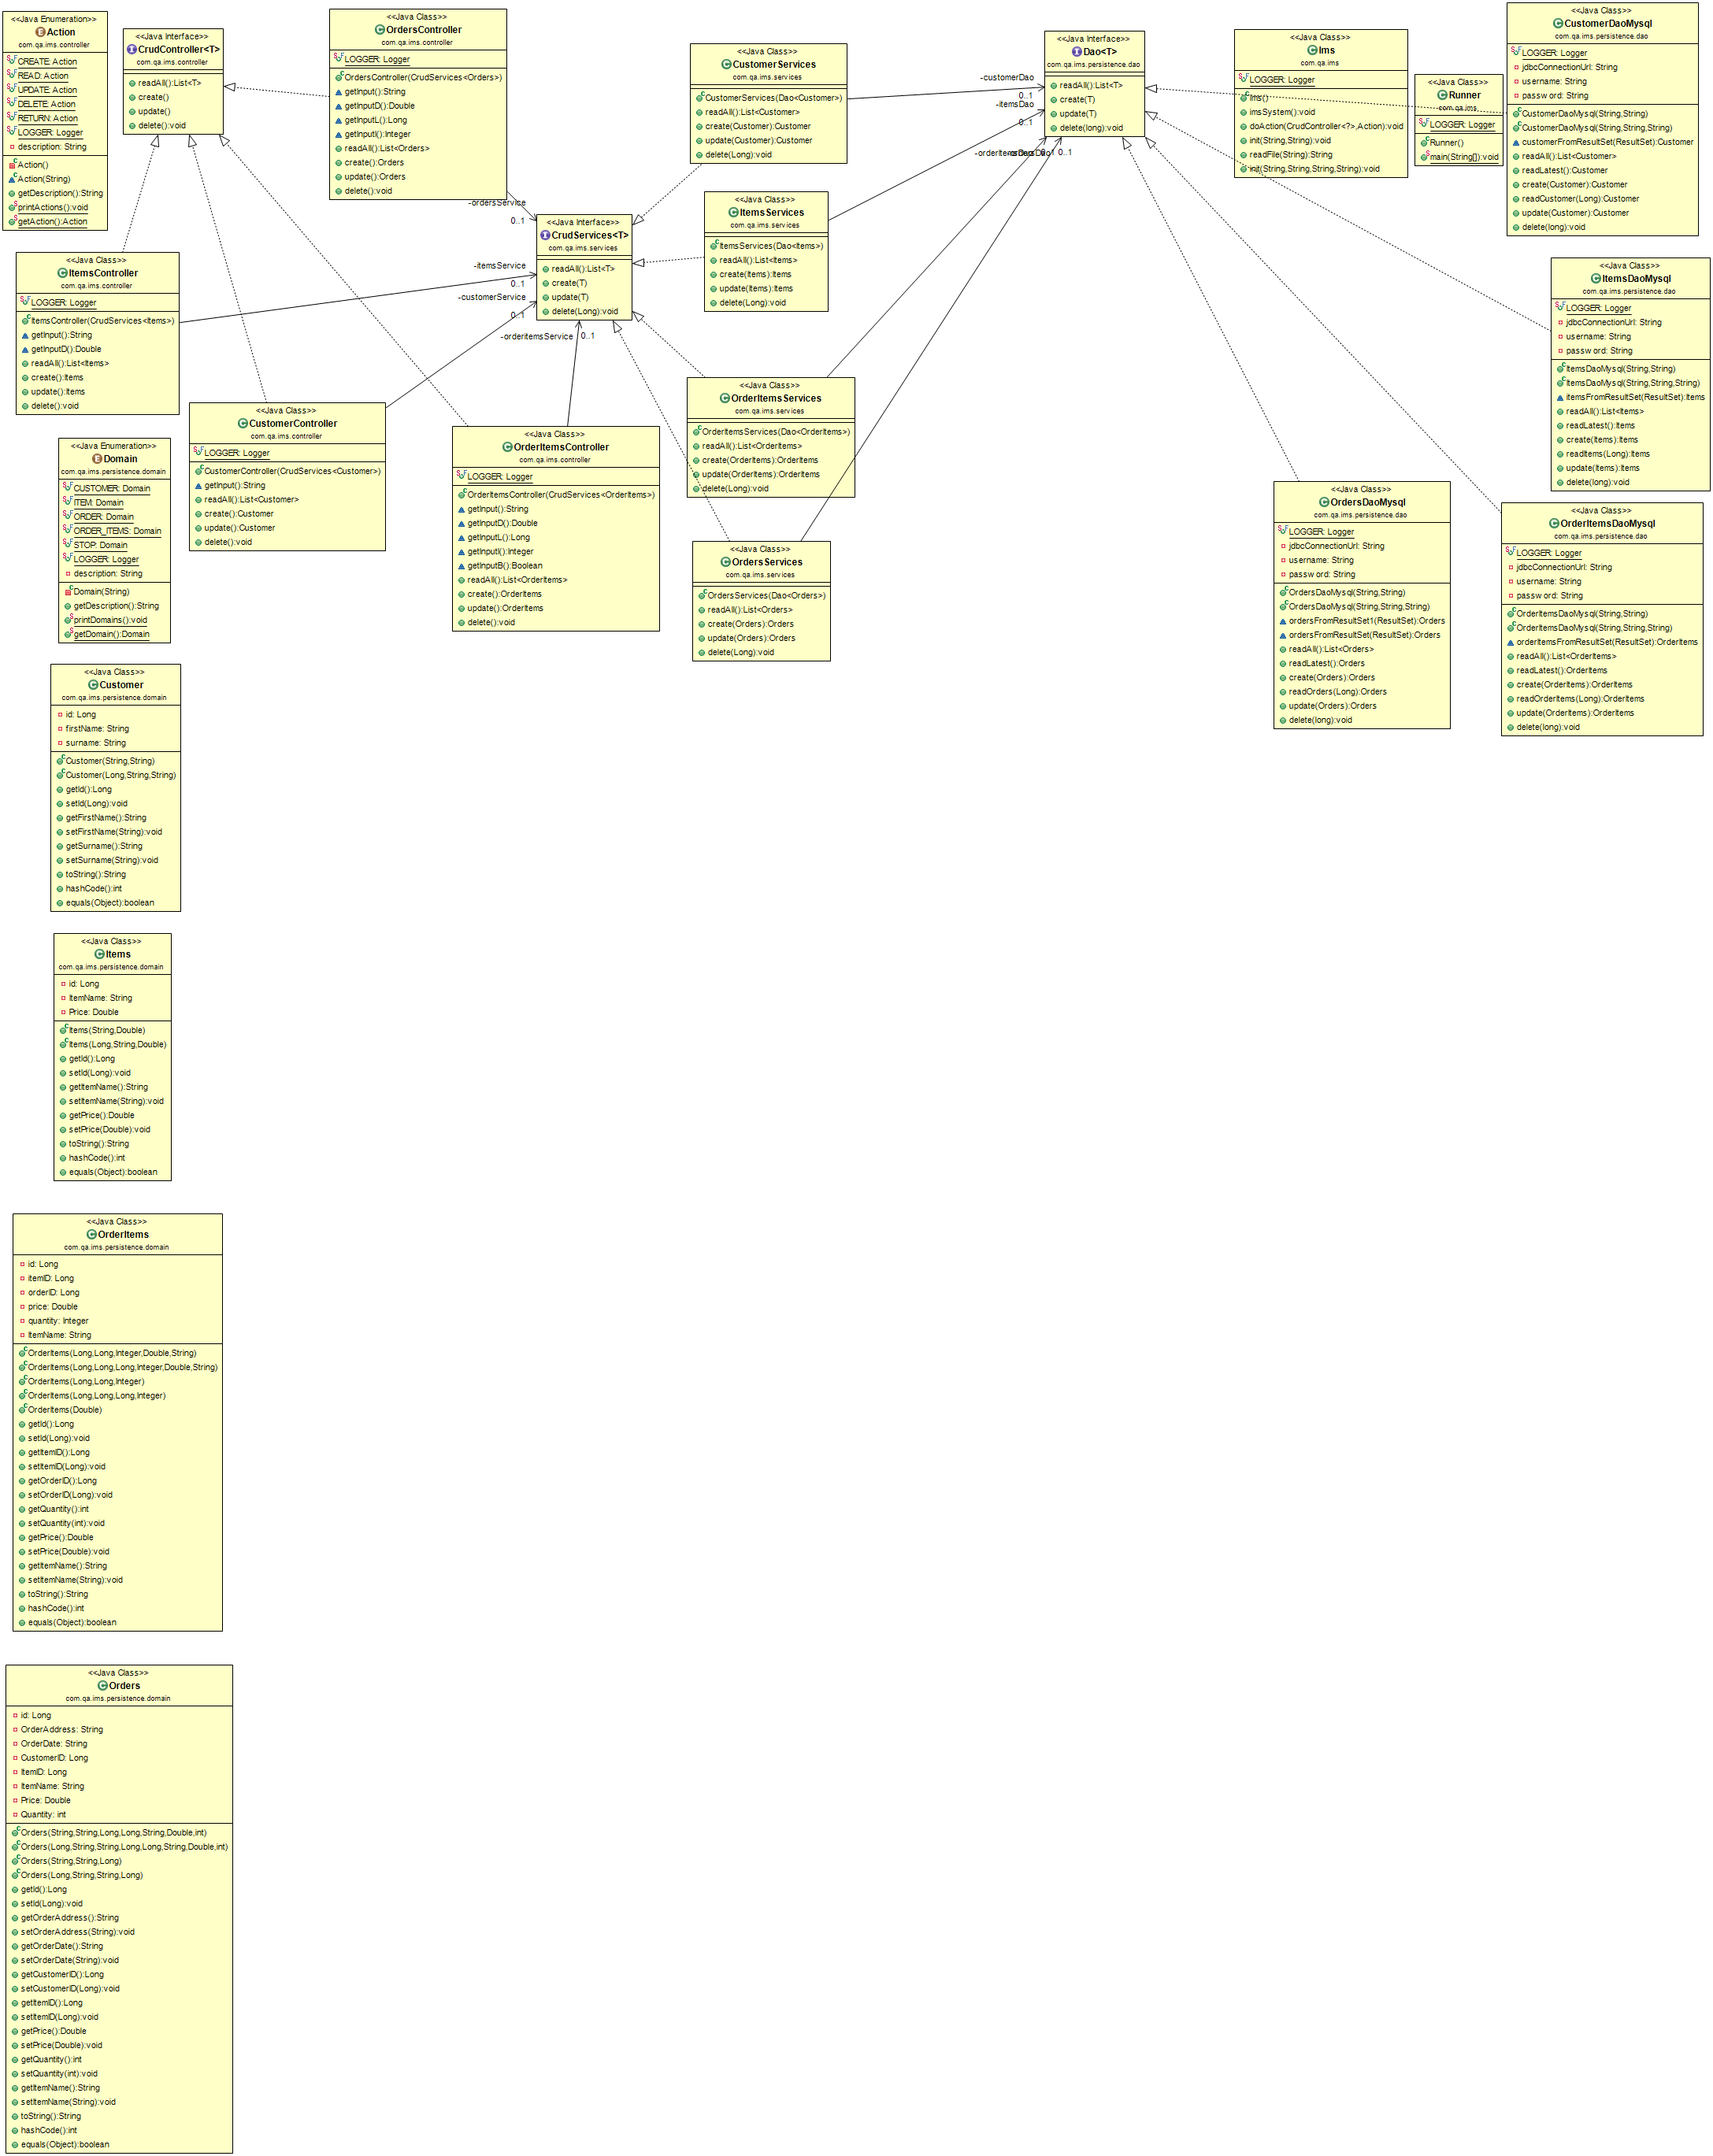 <<Java Enumeration>>
Action
com.qa.ims.controller
CREATE: Action
READ: Action
UPDATE: Action
DELETE: Action
RETURN: Action
LOGGER: Logger
description: String
Action()
Action(String)
getDescription():String
printActions():void
getAction():Action
<<Java Interface>>
CrudController<T>
com.qa.ims.controller
readAll():List<T>
create()
update()
delete():void
<<Java Class>>
OrdersController
com.qa.ims.controller
LOGGER: Logger
OrdersController(CrudServices<Orders>)
getInput():String
getInputD():Double
getInputL():Long
getInputI():Integer
readAll():List<Orders>
create():Orders
update():Orders
delete():void
<<Java Class>>
CustomerServices
com.qa.ims.services
CustomerServices(Dao<Customer>)
readAll():List<Customer>
create(Customer):Customer
update(Customer):Customer
delete(Long):void
<<Java Interface>>
Dao<T>
com.qa.ims.persistence.dao
readAll():List<T>
create(T)
update(T)
delete(long):void
<<Java Class>>
Ims
com.qa.ims
LOGGER: Logger
Ims()
imsSystem():void
doAction(CrudController<?>,Action):void
init(String,String):void
readFile(String):String
init(String,String,String,String):void
<<Java Class>>
Runner
com.qa.ims
LOGGER: Logger
Runner()
main(String[]):void
<<Java Class>>
CustomerDaoMysql
com.qa.ims.persistence.dao
LOGGER: Logger
jdbcConnectionUrl: String
username: String
password: String
CustomerDaoMysql(String,String)
CustomerDaoMysql(String,String,String)
customerFromResultSet(ResultSet):Customer
readAll():List<Customer>
readLatest():Customer
create(Customer):Customer
readCustomer(Long):Customer
update(Customer):Customer
delete(long):void
-customerDao
0..1
-itemsDao
0..1
-orderitemsDao
0..1
0..1
-ordersService
0..1
-itemsService
0..1
-customerService
0..1
-orderitemsService
0..1
<<Java Interface>>
CrudServices<T>
com.qa.ims.services
readAll():List<T>
create(T)
update(T)
delete(Long):void
<<Java Class>>
ItemsServices
com.qa.ims.services
ItemsServices(Dao<Items>)
readAll():List<Items>
create(Items):Items
update(Items):Items
delete(Long):void
<<Java Class>>
ItemsController
com.qa.ims.controller
LOGGER: Logger
ItemsController(CrudServices<Items>)
getInput():String
getInputD():Double
readAll():List<Items>
create():Items
update():Items
delete():void
<<Java Class>>
ItemsDaoMysql
com.qa.ims.persistence.dao
LOGGER: Logger
jdbcConnectionUrl: String
username: String
password: String
ItemsDaoMysql(String,String)
ItemsDaoMysql(String,String,String)
itemsFromResultSet(ResultSet):Items
readAll():List<Items>
readLatest():Items
create(Items):Items
readItems(Long):Items
update(Items):Items
delete(long):void
<<Java Class>>
CustomerController
com.qa.ims.controller
LOGGER: Logger
CustomerController(CrudServices<Customer>)
getInput():String
readAll():List<Customer>
create():Customer
update():Customer
delete():void
<<Java Class>>
OrderItemsController
com.qa.ims.controller
LOGGER: Logger
OrderItemsController(CrudServices<OrderItems>)
getInput():String
getInputD():Double
getInputL():Long
getInputI():Integer
getInputB():Boolean
readAll():List<OrderItems>
create():OrderItems
update():OrderItems
delete():void
<<Java Class>>
OrderItemsServices
com.qa.ims.services
OrderItemsServices(Dao<OrderItems>)
readAll():List<OrderItems>
create(OrderItems):OrderItems
update(OrderItems):OrderItems
delete(Long):void
<<Java Class>>
OrdersServices
com.qa.ims.services
OrdersServices(Dao<Orders>)
readAll():List<Orders>
create(Orders):Orders
update(Orders):Orders
delete(Long):void
<<Java Class>>
OrdersDaoMysql
com.qa.ims.persistence.dao
LOGGER: Logger
jdbcConnectionUrl: String
username: String
password: String
OrdersDaoMysql(String,String)
OrdersDaoMysql(String,String,String)
ordersFromResultSet1(ResultSet):Orders
ordersFromResultSet(ResultSet):Orders
readAll():List<Orders>
readLatest():Orders
create(Orders):Orders
readOrders(Long):Orders
update(Orders):Orders
delete(long):void
<<Java Class>>
OrderItemsDaoMysql
com.qa.ims.persistence.dao
LOGGER: Logger
jdbcConnectionUrl: String
username: String
password: String
OrderItemsDaoMysql(String,String)
OrderItemsDaoMysql(String,String,String)
orderitemsFromResultSet(ResultSet):OrderItems
readAll():List<OrderItems>
readLatest():OrderItems
create(OrderItems):OrderItems
readOrderItems(Long):OrderItems
update(OrderItems):OrderItems
delete(long):void
<<Java Enumeration>>
Domain
com.qa.ims.persistence.domain
CUSTOMER: Domain
ITEM: Domain
ORDER: Domain
ORDER_ITEMS: Domain
STOP: Domain
LOGGER: Logger
description: String
Domain(String)
getDescription():String
printDomains():void
getDomain():Domain
<<Java Class>>
Customer
com.qa.ims.persistence.domain
id: Long
firstName: String
surname: String
Customer(String,String)
Customer(Long,String,String)
getId():Long
setId(Long):void
getFirstName():String
setFirstName(String):void
getSurname():String
setSurname(String):void
toString():String
hashCode():int
equals(Object):boolean
<<Java Class>>
Items
com.qa.ims.persistence.domain
id: Long
ItemName: String
Price: Double
Items(String,Double)
Items(Long,String,Double)
getId():Long
setId(Long):void
getItemName():String
setItemName(String):void
getPrice():Double
setPrice(Double):void
toString():String
hashCode():int
equals(Object):boolean
<<Java Class>>
OrderItems
com.qa.ims.persistence.domain
id: Long
itemID: Long
orderID: Long
price: Double
quantity: Integer
ItemName: String
OrderItems(Long,Long,Integer,Double,String)
OrderItems(Long,Long,Long,Integer,Double,String)
OrderItems(Long,Long,Integer)
OrderItems(Long,Long,Long,Integer)
OrderItems(Double)
getId():Long
setId(Long):void
getItemID():Long
setItemID(Long):void
getOrderID():Long
setOrderID(Long):void
getQuantity():int
setQuantity(int):void
getPrice():Double
setPrice(Double):void
getItemName():String
setItemName(String):void
toString():String
hashCode():int
equals(Object):boolean
<<Java Class>>
Orders
com.qa.ims.persistence.domain
id: Long
OrderAddress: String
OrderDate: String
CustomerID: Long
ItemID: Long
ItemName: String
Price: Double
Quantity: int
Orders(String,String,Long,Long,String,Double,int)
Orders(Long,String,String,Long,Long,String,Double,int)
Orders(String,String,Long)
Orders(Long,String,String,Long)
getId():Long
setId(Long):void
getOrderAddress():String
setOrderAddress(String):void
getOrderDate():String
setOrderDate(String):void
getCustomerID():Long
setCustomerID(Long):void
getItemID():Long
setItemID(Long):void
getPrice():Double
setPrice(Double):void
getQuantity():int
setQuantity(int):void
getItemName():String
setItemName(String):void
toString():String
hashCode():int
equals(Object):boolean